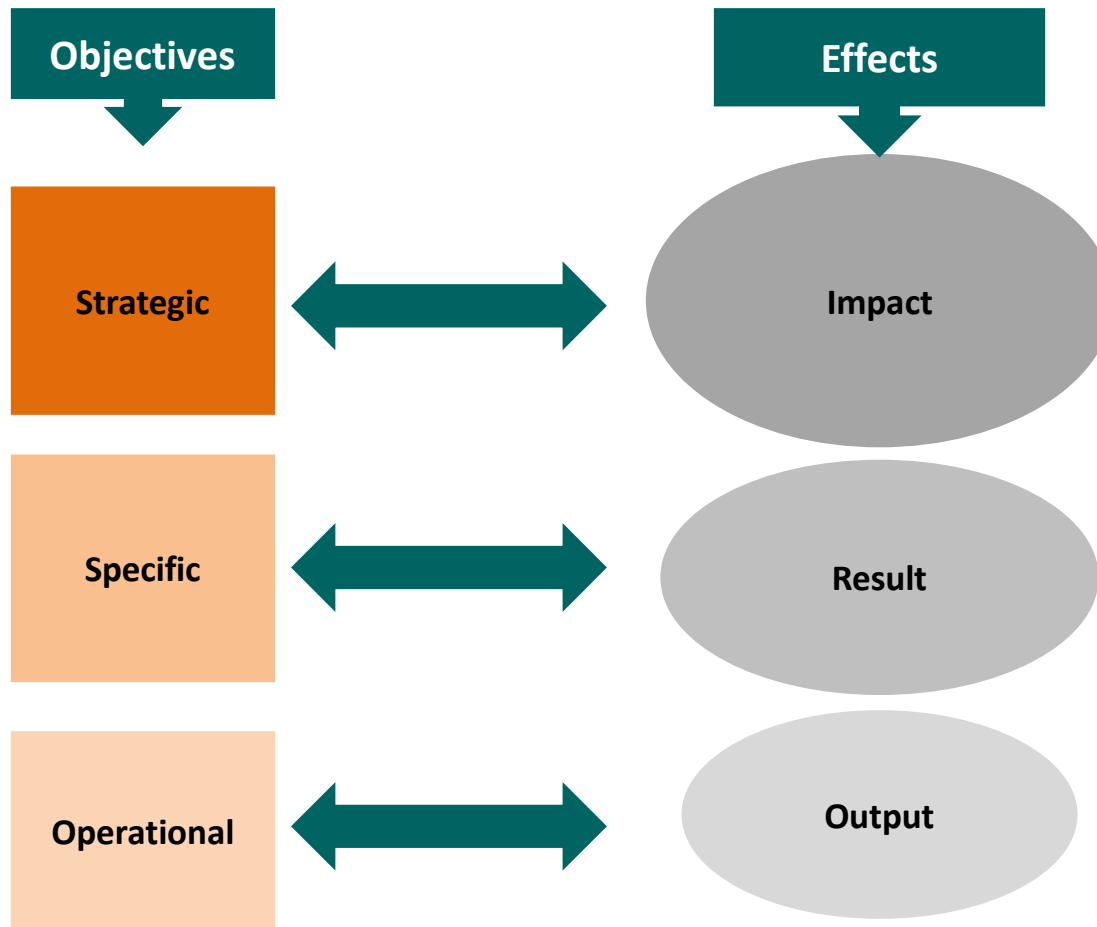 Objectives
Effects
Strategic
Impact
Specific
Result
Operational
Output